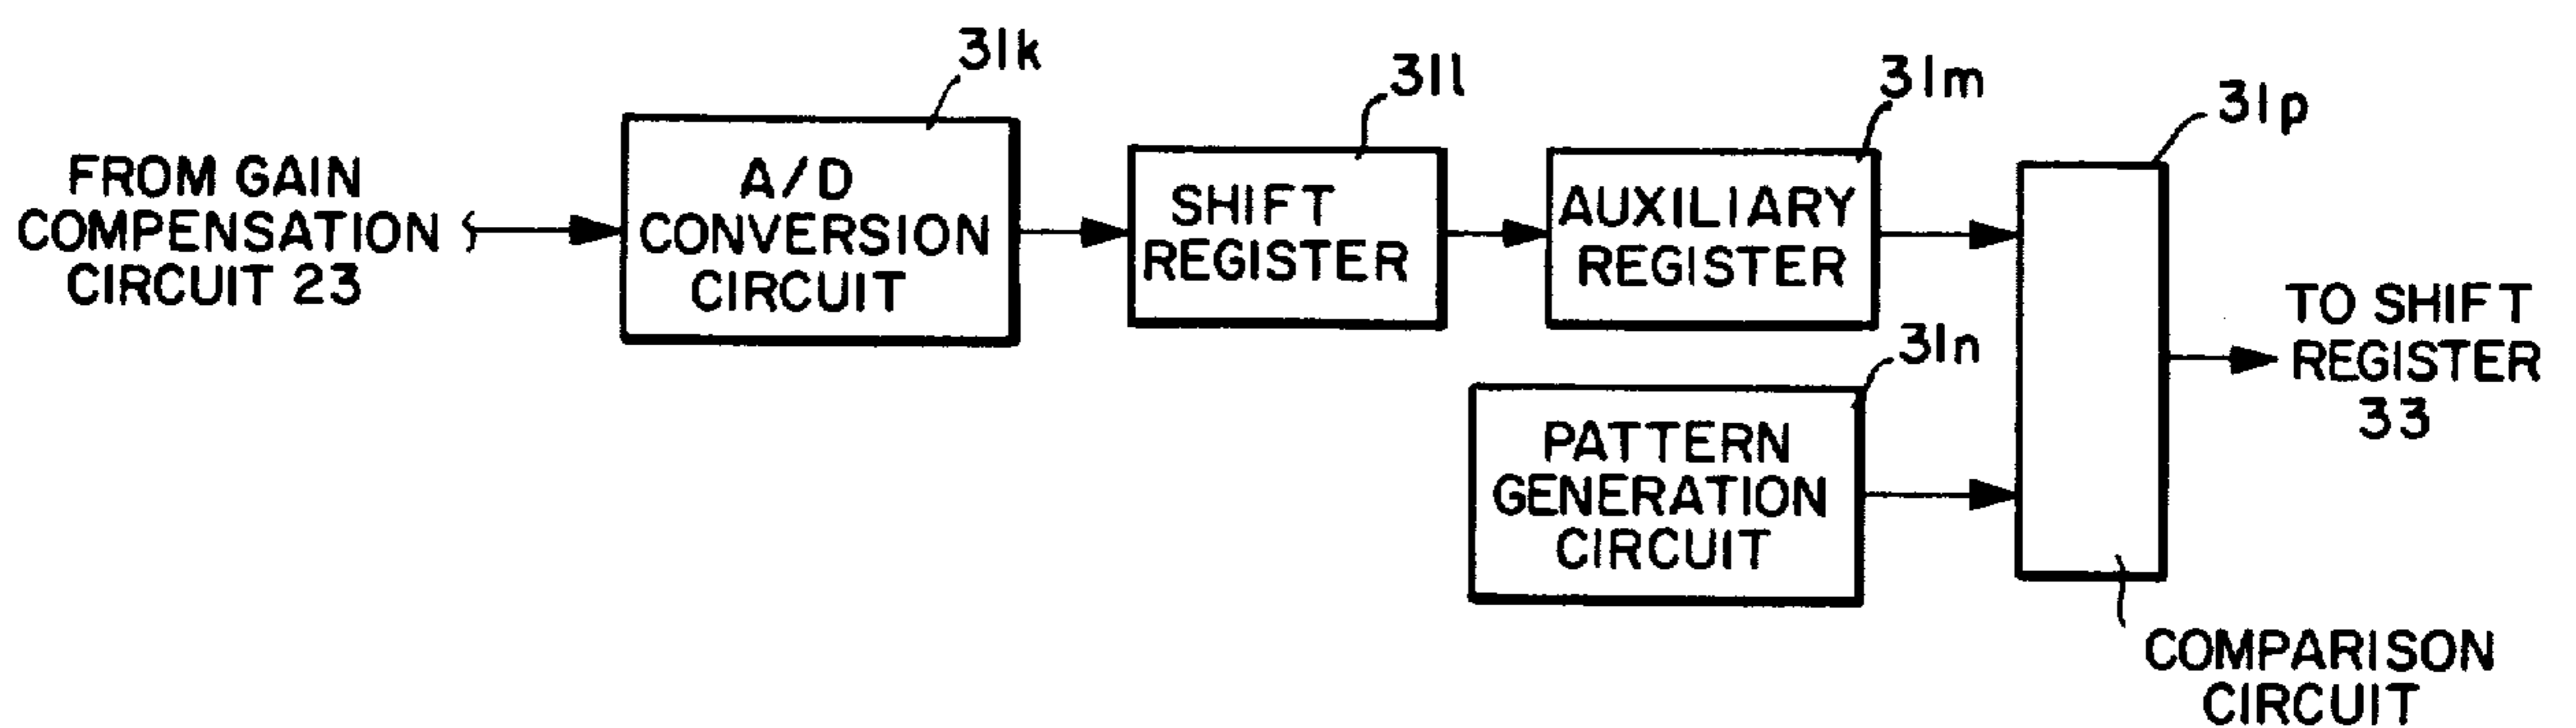 31k
31l
31m
31p
FROM GAIN
COMPENSATION
CIRCUIT 23
A/D
CONVERSION
CIRCUIT
SHIFT
REGISTER
AUXILIARY
REGISTER
TO SHIFT
REGISTER
33
31n
PATTERN
GENERATION
CIRCUIT
COMPARISON
CIRCUIT